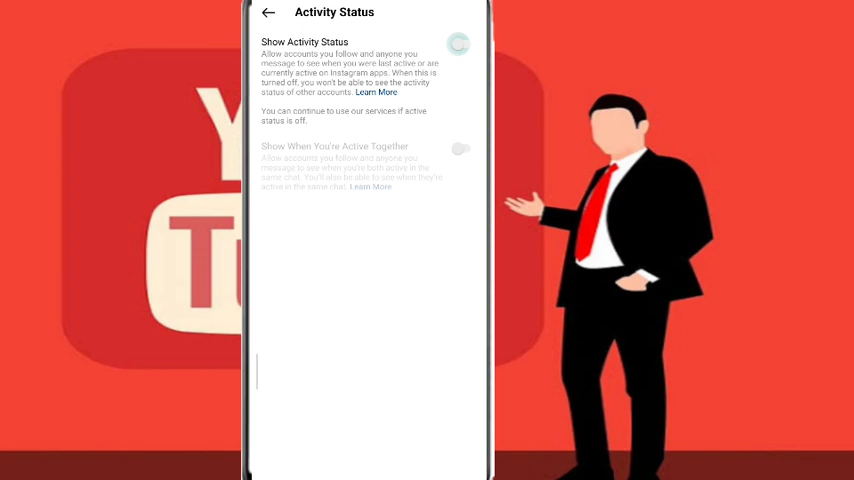 Activity Status
Show Activity Status
Allow accounts you follow and anyone you
message to see when you were last active or are
currently active on Instagram apps. When this is
turned off, you won't be able to see the activity
status of other accounts. Learn More
You can continue to use our services if active
status is off.
Show When You're Active Together
Allow accounts you follow and anyone you
message to see when you're both active in the
same chat. You'll also be able to see when they're
active in the same chat. Learn More
Y
Tu